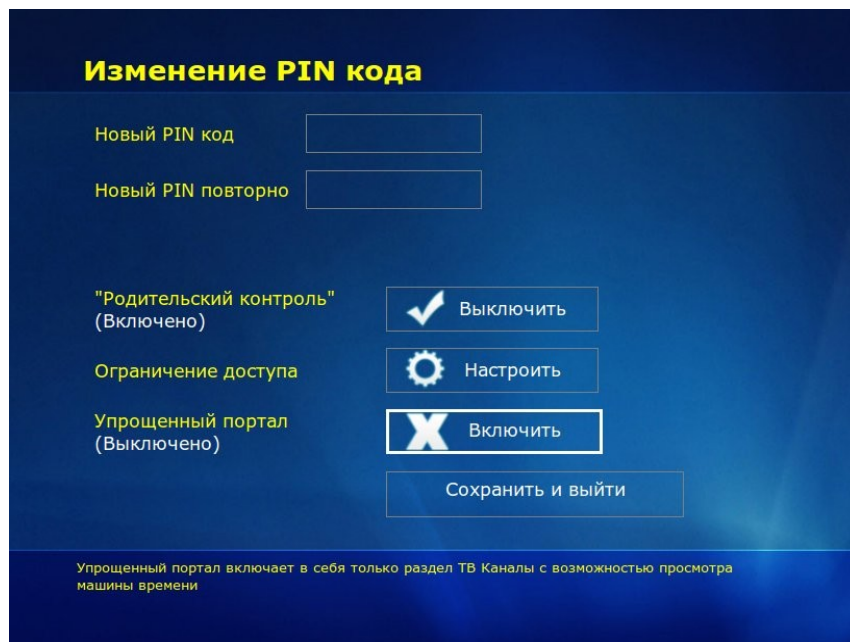 Изменение PIN кода
Новый PIN код
Новый PIN повторно
"Родительский контроль"
(Включено)
Выключить
Ограничение доступа
Настроить
Упрощенный портал
(Выключено)
Включить
Сохранить и выйти
Упрощенный портал включает в себя только раздел ТВ Каналы с возможностью просмотра
машины времени